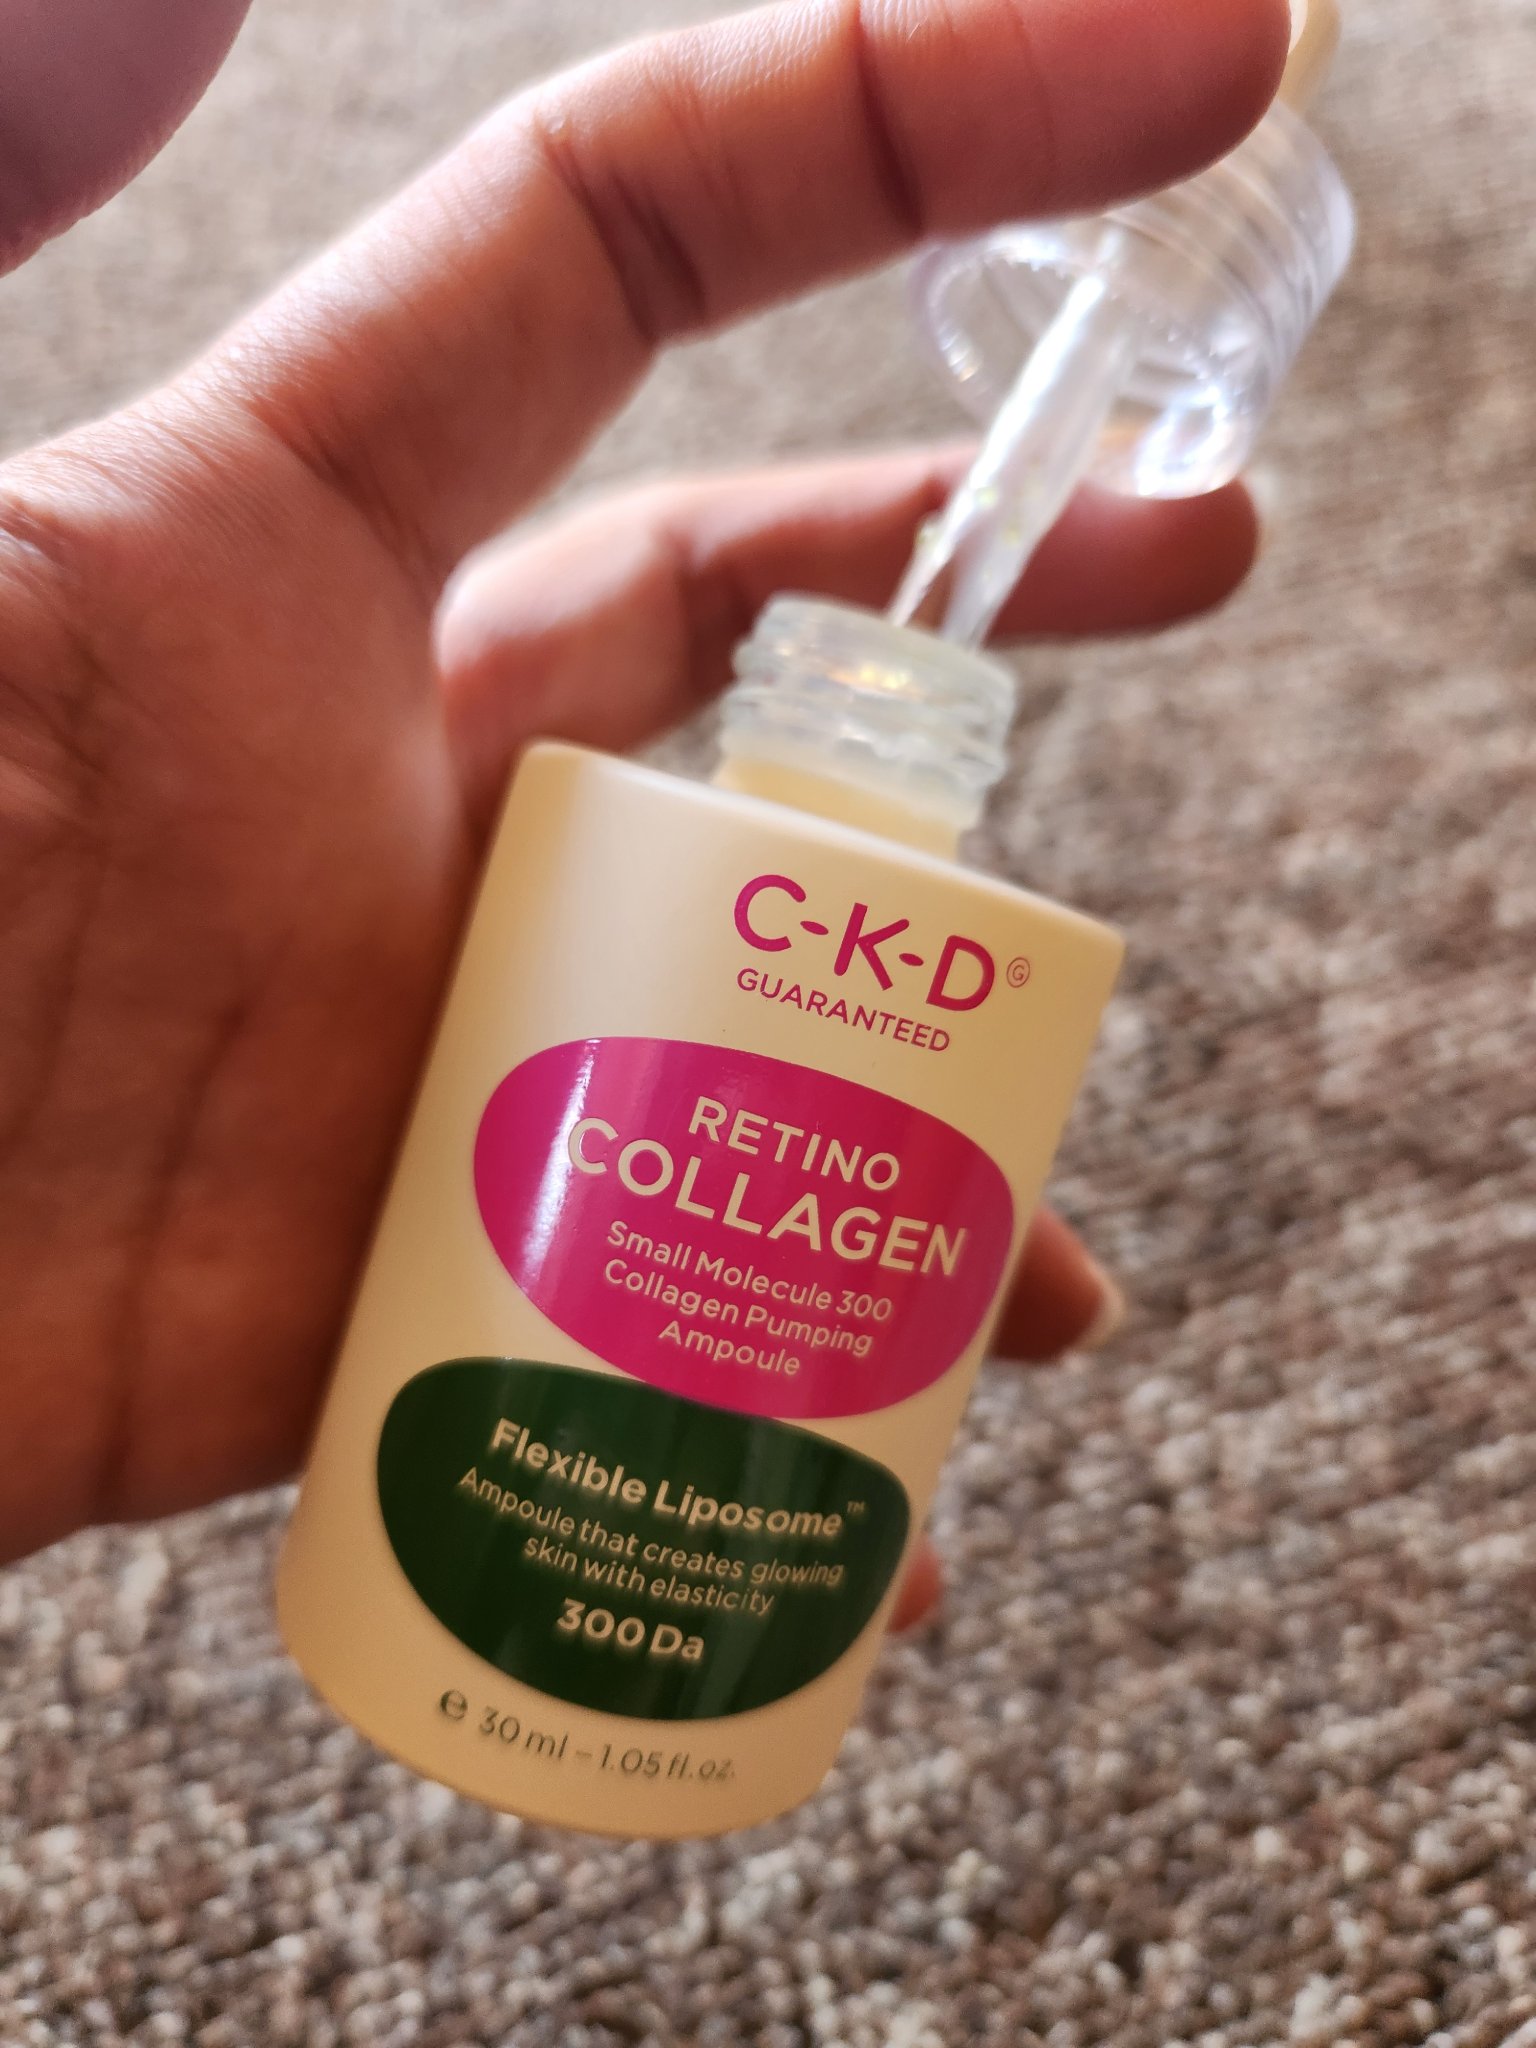 C-K-D Ⓖ
GUARANTEED
RETINO
COLLAGEN
Small Molecule 300
Collagen Pumping
Ampoule
Flexible Liposome™
Ampoule that creates glowing
skin with elasticity
300 Da
℮ 30 ml – 1.05 fl. oz.